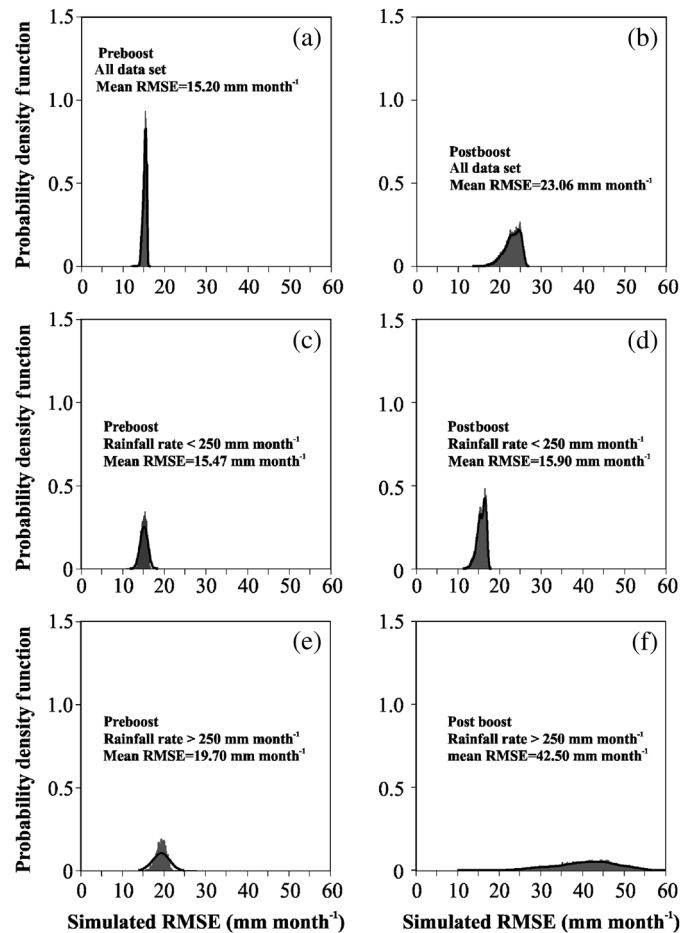 (a)
Preboost
All data set
Mean RMSE=15.20 mm month⁻¹
Probability density function
1.5
1.0
0.5
0
0 10 20 30 40 50 60
(b)
Postboost
All data set
Mean RMSE=23.06 mm month⁻¹
1.5
1.0
0.5
0
0 10 20 30 40 50 60
(c)
Preboost
Rainfall rate < 250 mm month⁻¹
Mean RMSE=15.47 mm month⁻¹
Probability density function
1.5
1.0
0.5
0
0 10 20 30 40 50 60
(d)
Postboost
Rainfall rate < 250 mm month⁻¹
Mean RMSE=15.90 mm month⁻¹
1.5
1.0
0.5
0
0 10 20 30 40 50 60
(e)
Preboost
Rainfall rate > 250 mm month⁻¹
Mean RMSE=19.70 mm month⁻¹
Probability density function
1.5
1.0
0.5
0
0 10 20 30 40 50 60
Simulated RMSE (mm month⁻¹)
(f)
Post boost
Rainfall rate > 250 mm month⁻¹
mean RMSE=42.50 mm month⁻¹
1.5
1.0
0.5
0
0 10 20 30 40 50 60
Simulated RMSE (mm month⁻¹)